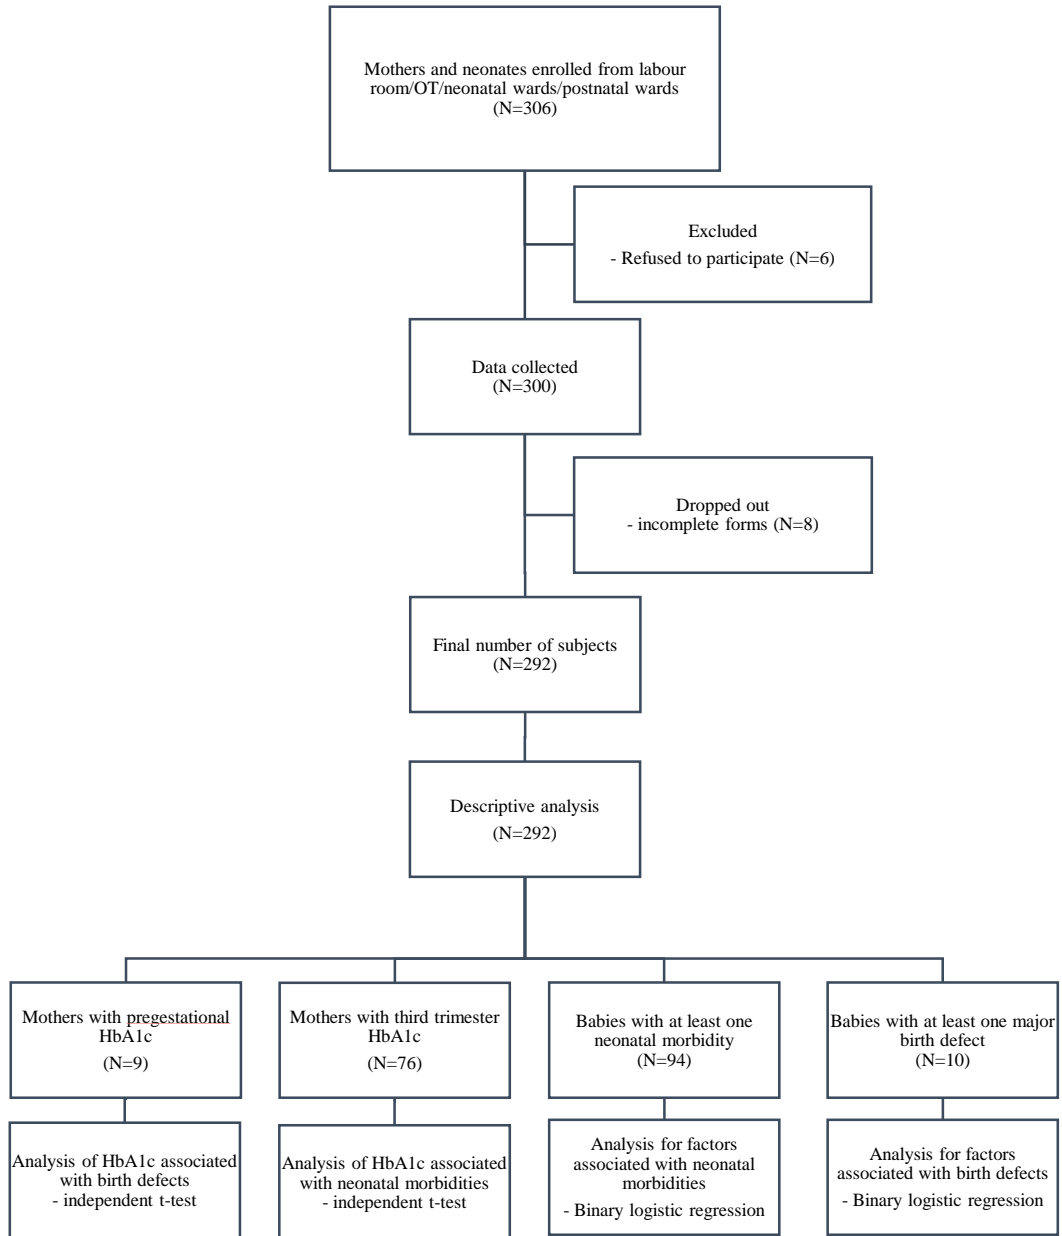 Mothers and neonates enrolled from labour
room/OT/neonatal wards/postnatal wards
(N=306)
Excluded
- Refused to participate (N=6)
Data collected
(N=300)
Dropped out
- incomplete forms (N=8)
Final number of subjects
(N=292)
Descriptive analysis
(N=292)
Mothers with pregestational
HbA1c
(N=9)
Mothers with third trimester
HbA1c
(N=76)
Babies with at least one
neonatal morbidity
(N=94)
Babies with at least one major
birth defect
(N=10)
Analysis of HbA1c associated
with birth defects
- independent t-test
Analysis of HbA1c associated
with neonatal morbidities
- independent t-test
Analysis for factors
associated with neonatal
morbidities
- Binary logistic regression
Analysis for factors
associated with birth defects
- Binary logistic regression